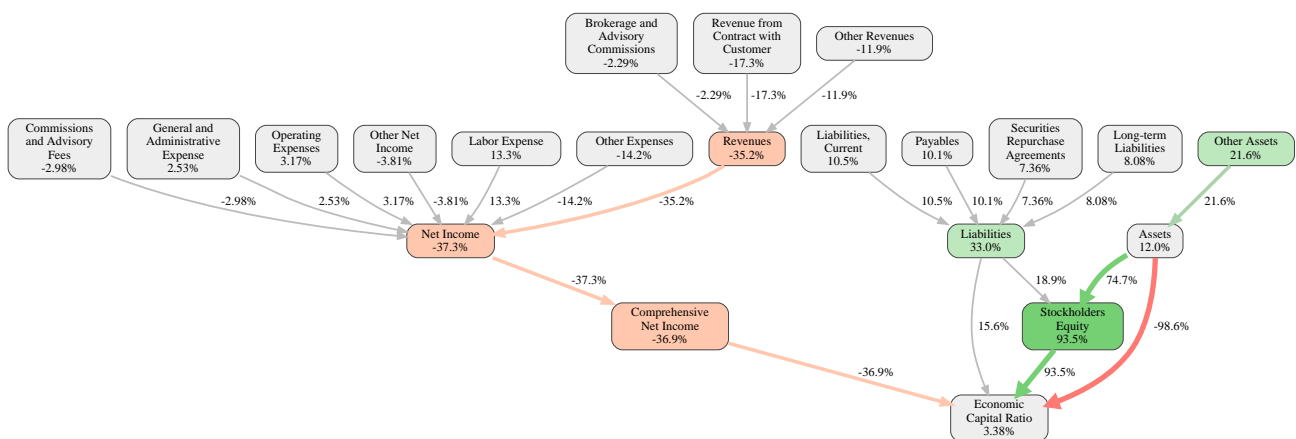 Brokerage and
Advisory
Commissions
-2.29%
Revenue from
Contract with
Customer
-17.3%
Other Revenues
-11.9%
-2.29%
-17.3%
-11.9%
Commissions
and Advisory
Fees
-2.98%
General and
Administrative
Expense
2.53%
Operating
Expenses
3.17%
Other Net
Income
-3.81%
Labor Expense
13.3%
Other Expenses
-14.2%
Revenues
-35.2%
Liabilities,
Current
10.5%
Payables
10.1%
Securities
Repurchase
Agreements
7.36%
Long-term
Liabilities
8.08%
Other Assets
21.6%
-2.98%
2.53%
3.17%
-3.81%
13.3%
-14.2%
-35.2%
10.5%
10.1%
7.36%
8.08%
21.6%
Net Income
-37.3%
Liabilities
33.0%
Assets
12.0%
-37.3%
18.9%
74.7%
Comprehensive
Net Income
-36.9%
15.6%
Stockholders
Equity
93.5%
-98.6%
-36.9%
93.5%
Economic
Capital Ratio
3.38%